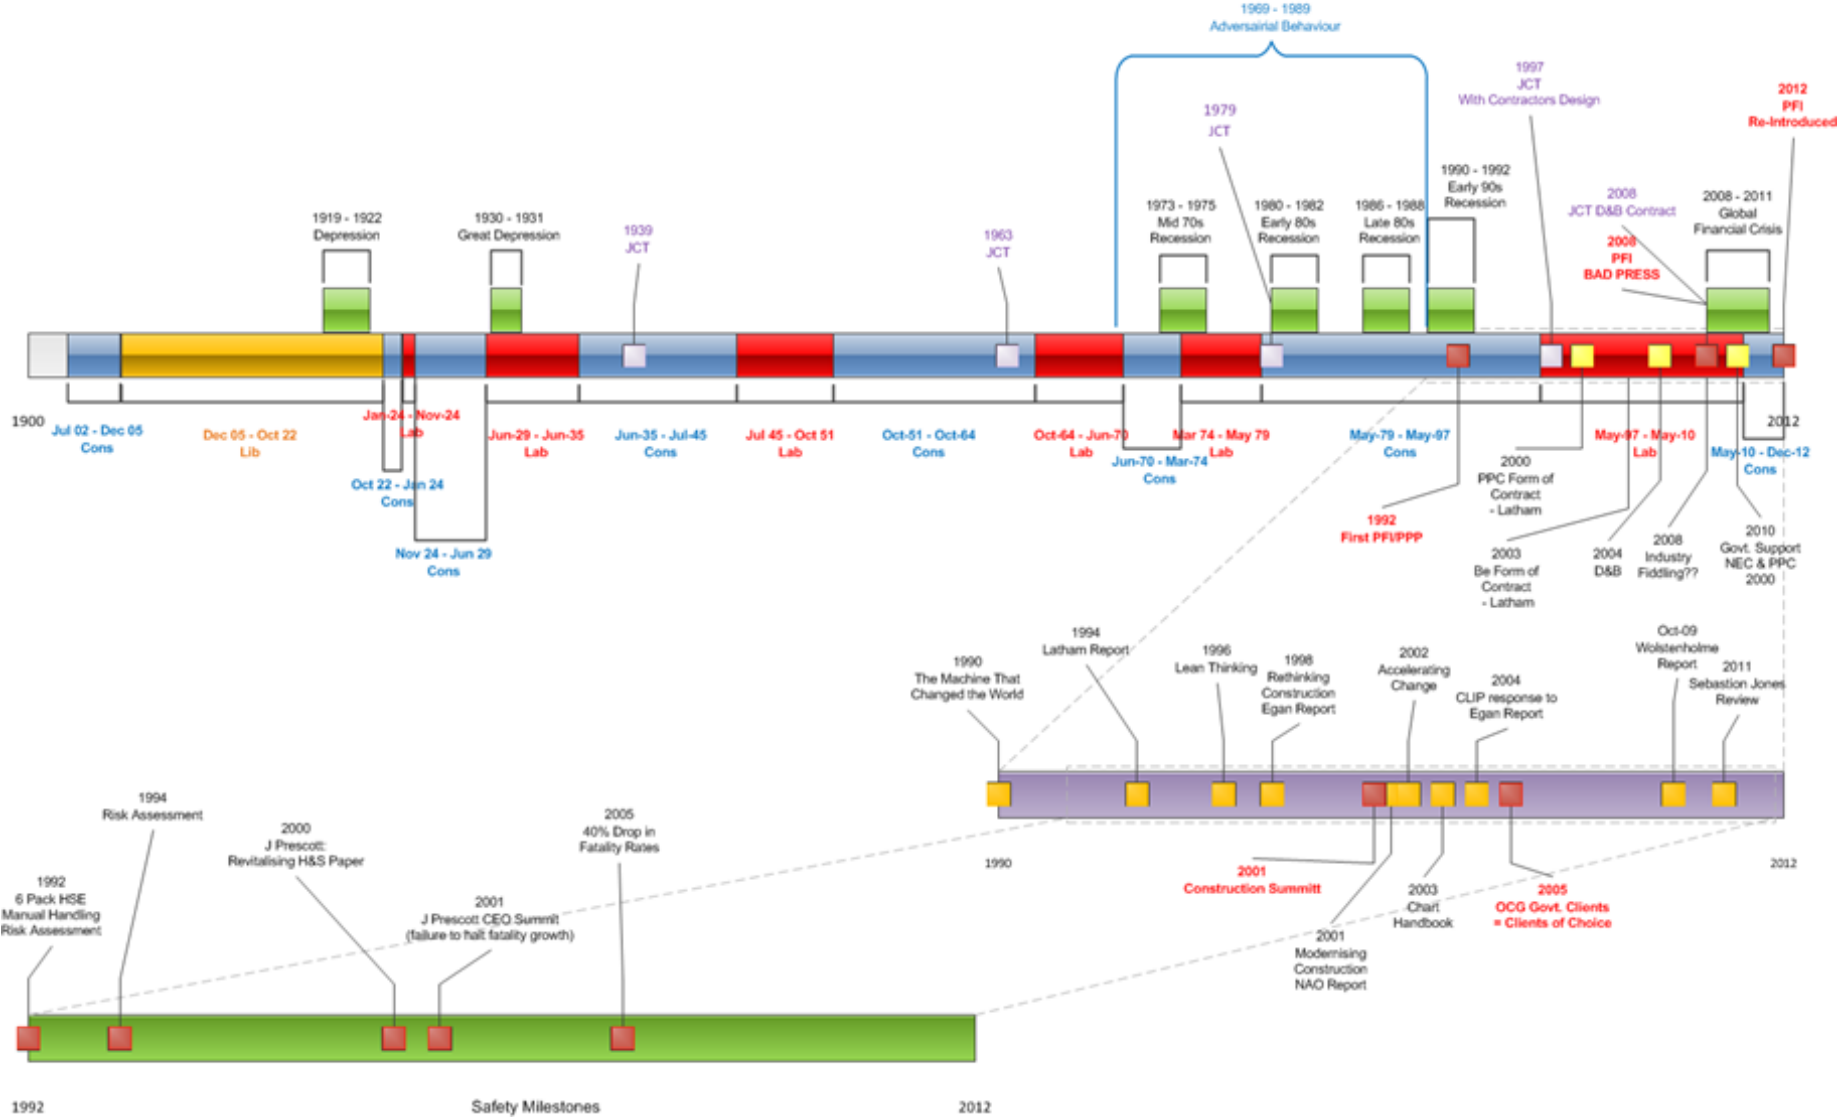 1969 - 1989
Adversairial Behaviour
1997
JCT
With Contractors Design
2012
PFI
Re-Introduced
1979
JCT
1990 - 1992
Early 90s
Recession
1973 - 1975
Mid 70s
Recession
1980 - 1982
Early 80s
Recession
1986 - 1988
Late 80s
Recession
2008
JCT D&B Contract
2008
PFI
BAD PRESS
2008 - 2011
Global
Financial Crisis
1919 - 1922
Depression
1930 - 1931
Great Depression
1939
JCT
1963
JCT
1900
2012
Jul 02 - Dec 05
Cons
Dec 05 - Oct 22
Lib
Jan-24 - Nov-24
Lab
Jun-29 - Jun-35
Lab
Jun-35 - Jul-45
Cons
Jul 45 - Oct 51
Lab
Oct-51 - Oct-64
Cons
Oct-64 - Jun-70
Lab
Mar 74 - May 79
Lab
May-79 - May-97
Cons
May-97 - May-10
Lab
May-10 - Dec-12
Cons
Jun-70 - Mar-74
Cons
Oct 22 - Jan 24
Cons
Nov 24 - Jun 29
Cons
1992
First PFI/PPP
2000
PPC Form of
Contract
- Latham
2003
Be Form of
Contract
- Latham
2004
D&B
2008
Industry
Fiddling??
2010
Govt. Support
NEC & PPC
2000
1990
The Machine That
Changed the World
1994
Latham Report
1996
Lean Thinking
1998
Rethinking
Construction
Egan Report
2002
Accelerating
Change
2004
CLIP response to
Egan Report
Oct-09
Wolstenholme
Report
2011
Sebastion Jones
Review
1990
2012
2001
Construction Summitt
2001
Modernising
Construction
NAO Report
2003
Chart
Handbook
2005
OCG Govt. Clients
= Clients of Choice
1992
6 Pack HSE
Manual Handling
Risk Assessment
1994
Risk Assessment
2000
J Prescott:
Revitalising H&S Paper
2001
J Prescott CEO Summit
(failure to halt fatality growth)
2005
40% Drop in
Fatality Rates
1992
Safety Milestones
2012